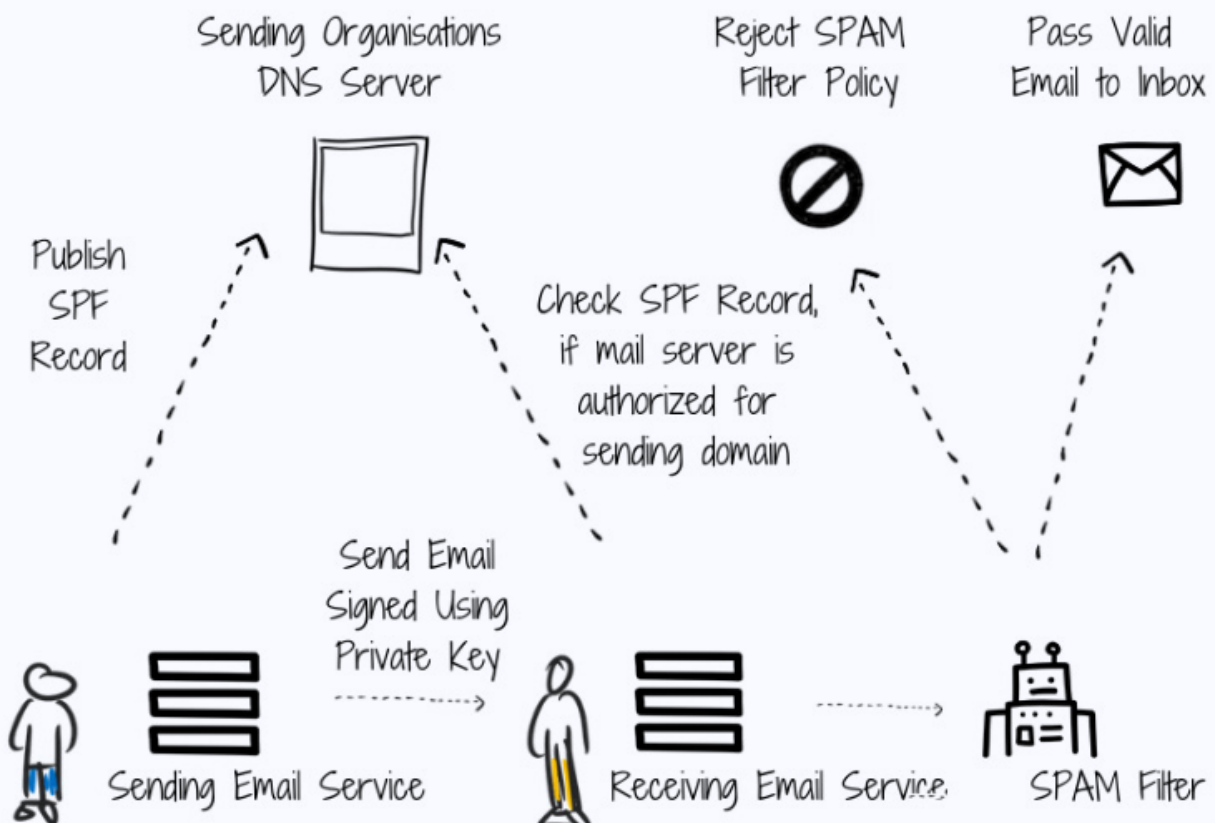 Sending Organisations
DNS Server
Reject SPAM
Filter Policy
Pass Valid
Email to Inbox
Publish
SPF
Record
Check SPF Record,
if mail server is
authorized for
sending domain
Send Email
Signed Using
Private Key
Sending Email Service
Receiving Email Service
SPAM Filter